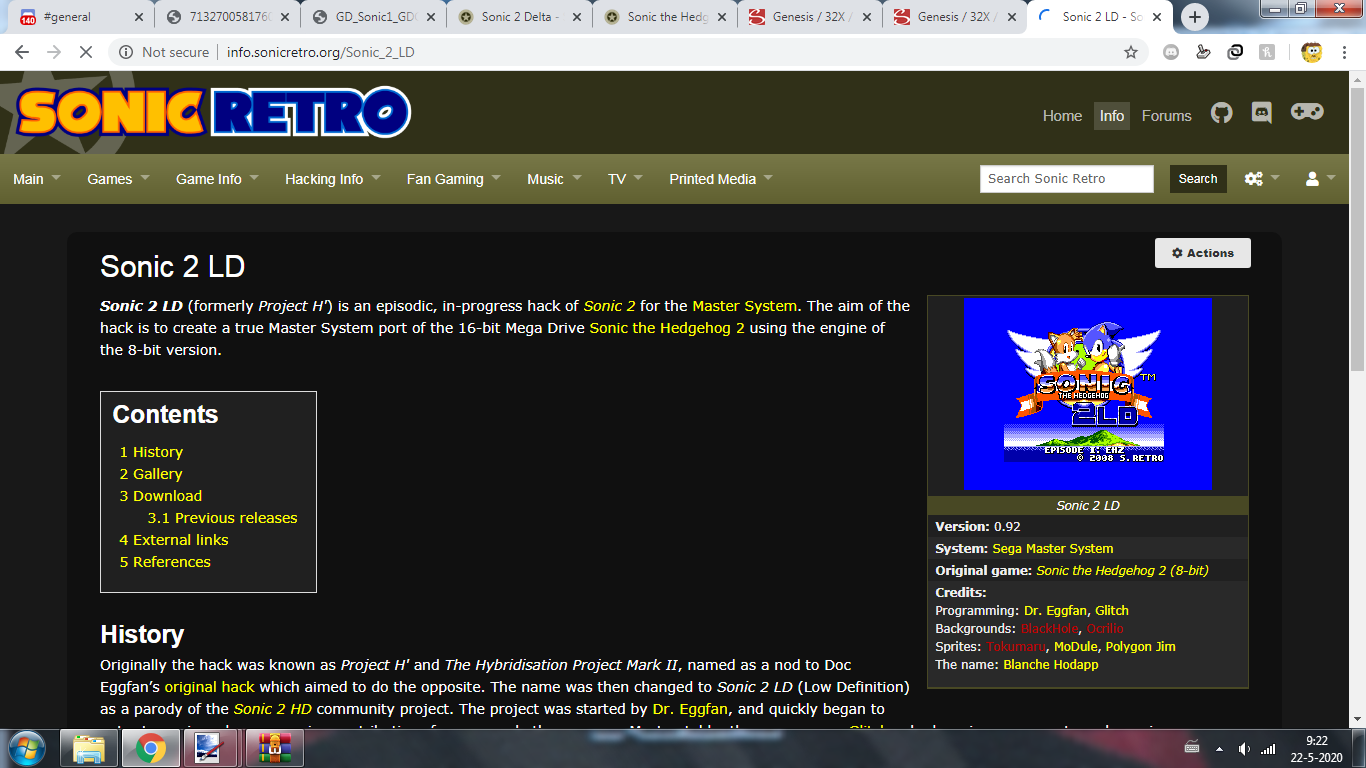 140 #general
7132700581760
GD_Sonic1_GDC
Sonic 2 Delta -
Sonic the Hedg
Genesis / 32X /
Genesis / 32X /
Sonic 2 LD - So
Not secure info.sonicretro.org/Sonic_2_LD
SONIC RETRO
Home Info Forums
Main Games Game Info Hacking Info Fan Gaming Music TV Printed Media Search Sonic Retro Search
Actions
Sonic 2 LD
Sonic 2 LD (formerly Project H') is an episodic, in-progress hack of Sonic 2 for the Master System. The aim of the
hack is to create a true Master System port of the 16-bit Mega Drive Sonic the Hedgehog 2 using the engine of
the 8-bit version.
Contents
1 History
2 Gallery
3 Download
3.1 Previous releases
4 External links
5 References
SONIC TM
THE HEDGEHOG
2LD
EPISODE 1: EHZ
© 2008 S.RETRO
Sonic 2 LD
Version: 0.92
System: Sega Master System
Original game: Sonic the Hedgehog 2 (8-bit)
Credits:
Programming: Dr. Eggfan, Glitch
Backgrounds: BlackHole, Ocrillo
Sprites: Tokumaru, MoDule, Polygon Jim
The name: Blanche Hodapp
History
Originally the hack was known as Project H' and The Hybridisation Project Mark II, named as a nod to Doc
Eggfan's original hack which aimed to do the opposite. The name was then changed to Sonic 2 LD (Low Definition)
as a parody of the Sonic 2 HD community project. The project was started by Dr. Eggfan, and quickly began to
9:22
22-5-2020